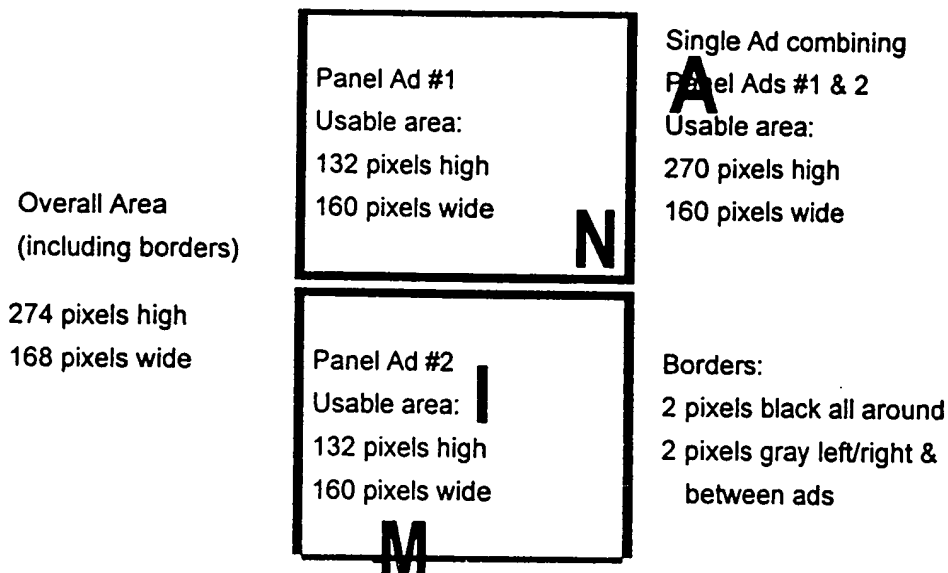 Single Ad combining
Panel Ads #1 & 2
Usable area:
270 pixels high
160 pixels wide
A
Panel Ad #1
Usable area:
132 pixels high
160 pixels wide
N
Overall Area
(including borders)
274 pixels high
168 pixels wide
Panel Ad #2
Usable area:
132 pixels high
160 pixels wide
I
M
Borders:
2 pixels black all around
2 pixels gray left/right &
between ads